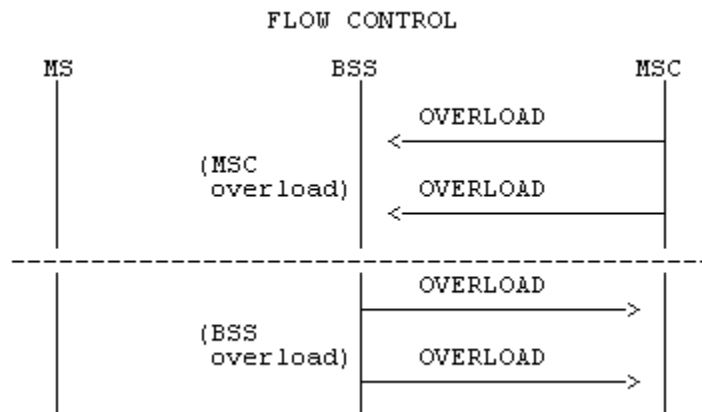 FLOW CONTROL
MS BSS MSC
OVERLOAD
(MSC
overload)
OVERLOAD
OVERLOAD
(BSS
overload)
OVERLOAD